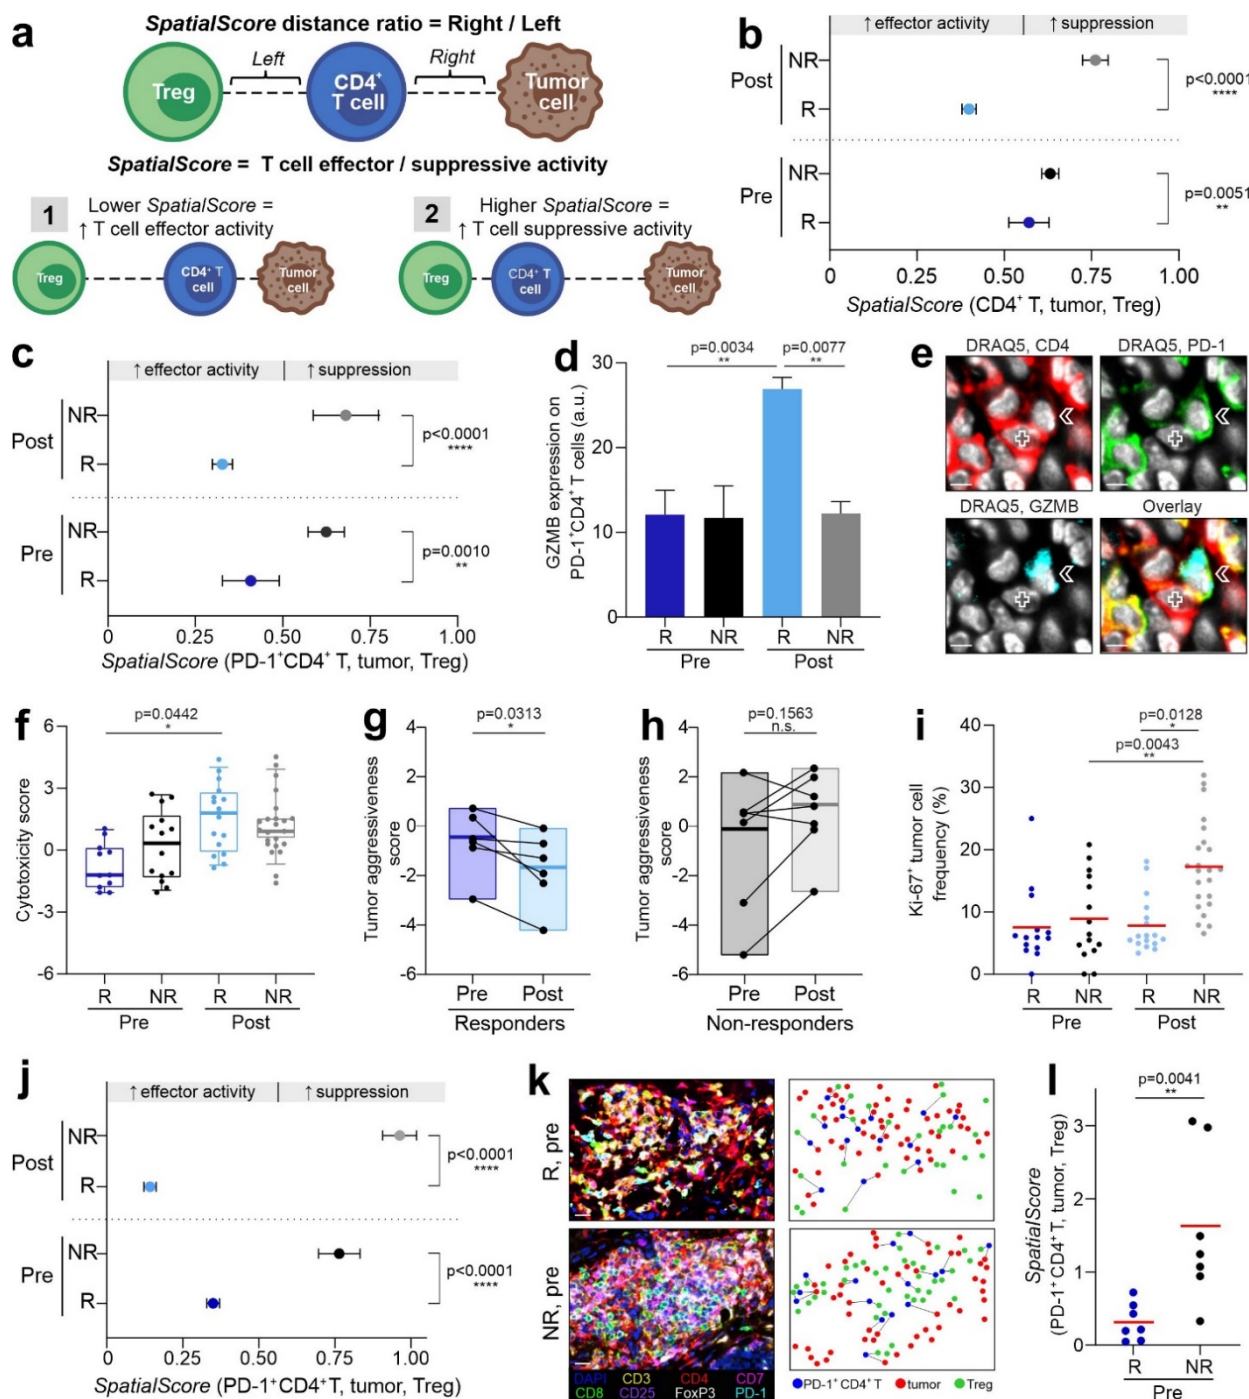 a
SpatialScore distance ratio = Right / Left
Left
Right
Treg
CD4⁺
T cell
Tumor
cell
SpatialScore = T cell effector / suppressive activity
1
Lower SpatialScore =
↑ T cell effector activity
2
Higher SpatialScore =
↑ T cell suppressive activity
Treg
CD4⁺ T
cell
Tumor
cell
Treg
CD4⁺ T
cell
Tumor
cell
b
↑ effector activity
↑ suppression
Post
NR
R
p<0.0001
****
Pre
NR
R
p=0.0051
**
0 0.25 0.50 0.75 1.00
SpatialScore (CD4⁺ T, tumor, Treg)
c
↑ effector activity
↑ suppression
Post
NR
R
p<0.0001
****
Pre
NR
R
p=0.0010
**
0 0.25 0.50 0.75 1.00
SpatialScore (PD-1⁺CD4⁺ T, tumor, Treg)
d
p=0.0034
**
p=0.0077
**
GZMB expression on
PD-1⁺CD4⁺ T cells (a.u.)
30
20
10
0
R NR R NR
Pre Post
e
DRAQ5, CD4
DRAQ5, PD-1
DRAQ5, GZMB
Overlay
f
p=0.0442
*
Cytotoxicity score
6
3
0
-3
-6
R NR R NR
Pre Post
g
p=0.0313
*
Tumor aggressiveness
score
4
2
0
-2
-4
-6
Pre Post
Responders
h
p=0.1563
n.s.
Tumor aggressiveness
score
4
2
0
-2
-4
-6
Pre Post
Non-responders
i
p=0.0128
*
p=0.0043
**
Ki-67⁺ tumor cell
frequency (%)
40
30
20
10
0
R NR R NR
Pre Post
j
↑ effector activity
↑ suppression
Post
NR
R
p<0.0001
****
Pre
NR
R
p<0.0001
****
0 0.25 0.50 0.75 1.00
SpatialScore (PD-1⁺CD4⁺T, tumor, Treg)
k
R, pre
NR, pre
DAPI CD3 CD4 CD7
CD8 CD25 FoxP3 PD-1
PD-1⁺ CD4⁺ T tumor Treg
l
p=0.0041
**
SpatialScore
(PD-1⁺ CD4⁺ T, tumor, Treg)
3
2
1
0
R NR
Pre